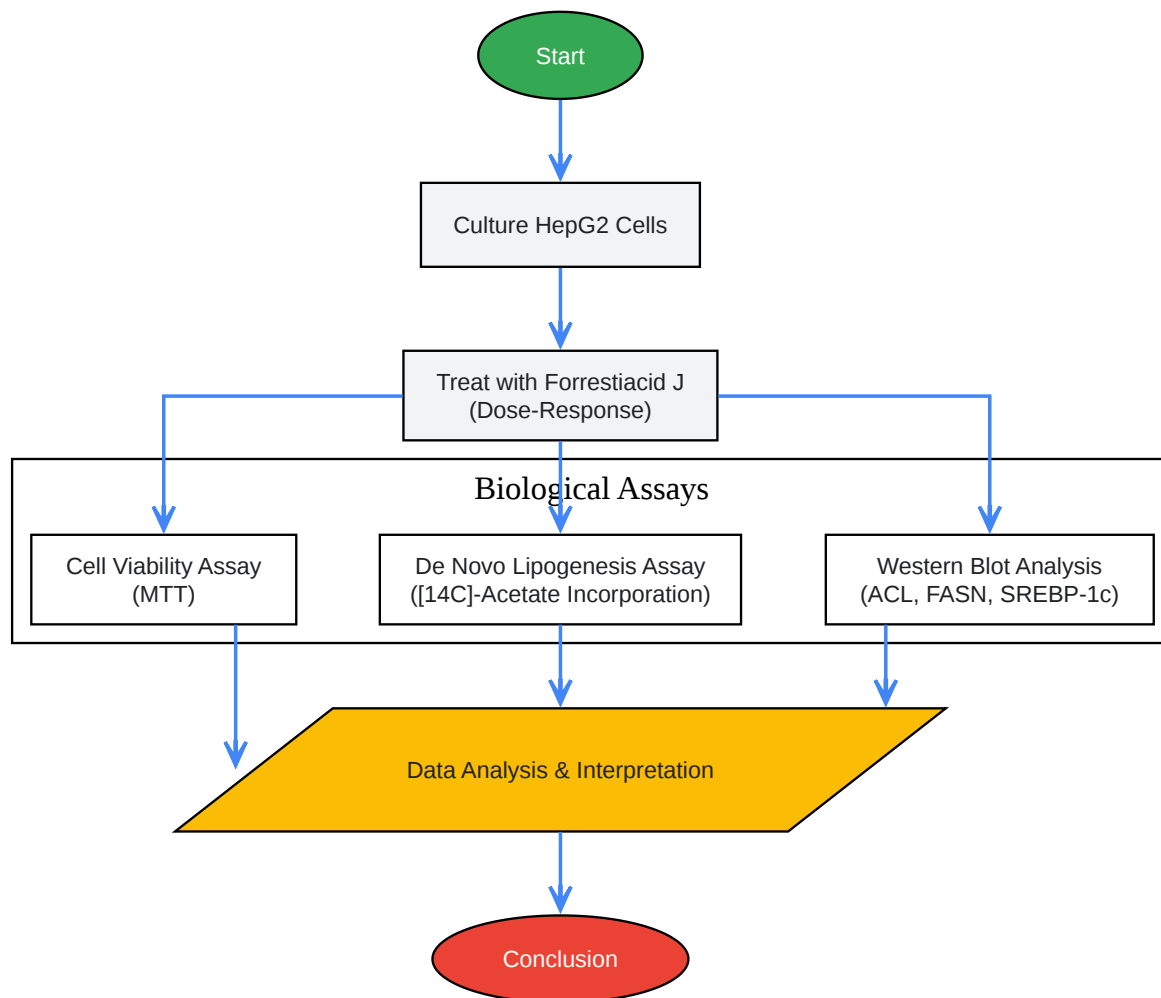 Start
Culture HepG2 Cells
Treat with Forrestiacid J
(Dose-Response)
Biological Assays
Cell Viability Assay
(MTT)
De Novo Lipogenesis Assay
([14C]-Acetate Incorporation)
Western Blot Analysis
(ACL, FASN, SREBP-1c)
Data Analysis & Interpretation
Conclusion